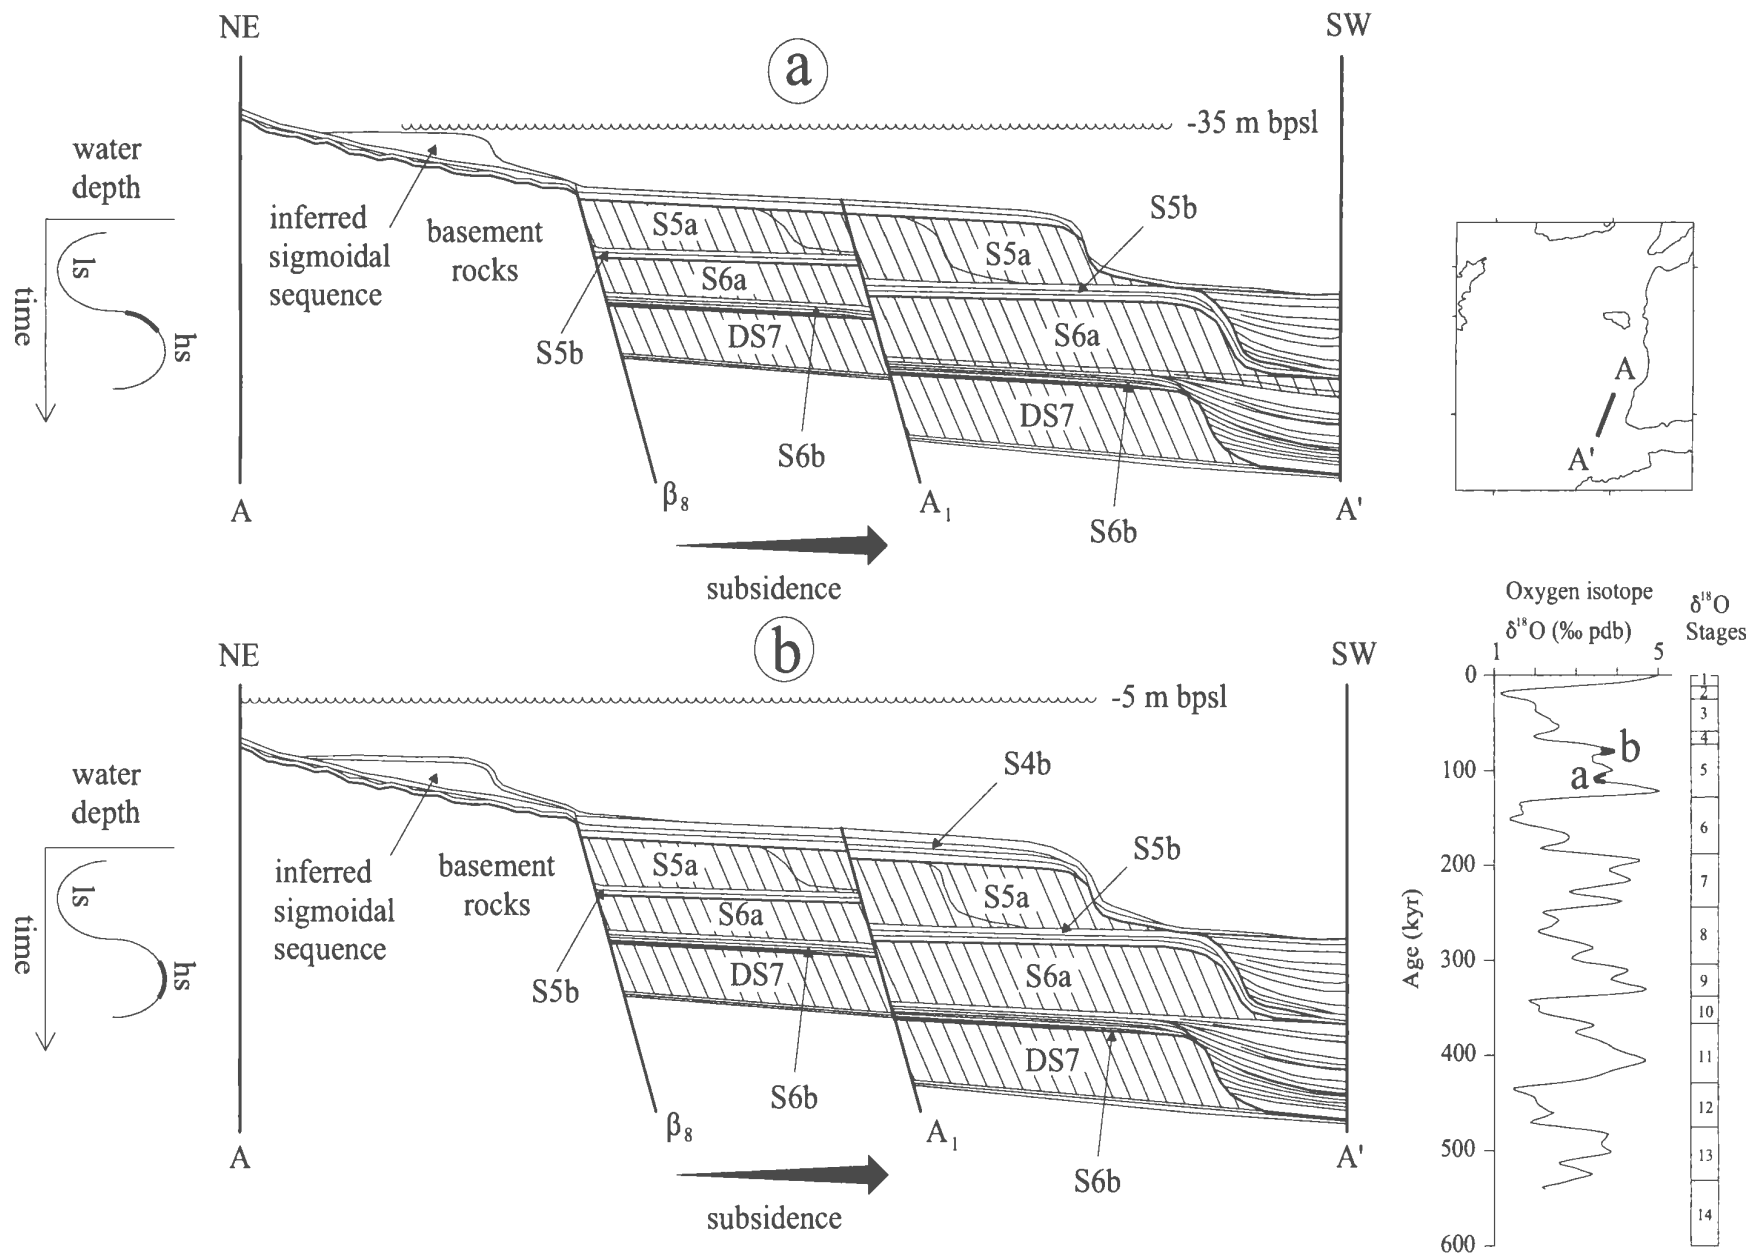 NE
SW
a
-35 m bpsl
water
depth
ls
hs
time
inferred
sigmoidal
sequence
basement
rocks
S5a
S5a
S5b
S6a
S6a
S5b
DS7
DS7
S6b
S6b
β8
A1
A
A'
subsidence
A
A'
b
NE
SW
-5 m bpsl
water
depth
ls
hs
time
inferred
sigmoidal
sequence
basement
rocks
S4b
S5b
S5a
S5a
S6a
S6a
S5b
DS7
DS7
S6b
S6b
β8
A1
A
A'
subsidence
Oxygen isotope
δ18O (‰ pdb)
1
5
δ18O
Stages
Age (kyr)
0
100
200
300
400
500
600
a
b
1
2
3
4
5
6
7
8
9
10
11
12
13
14